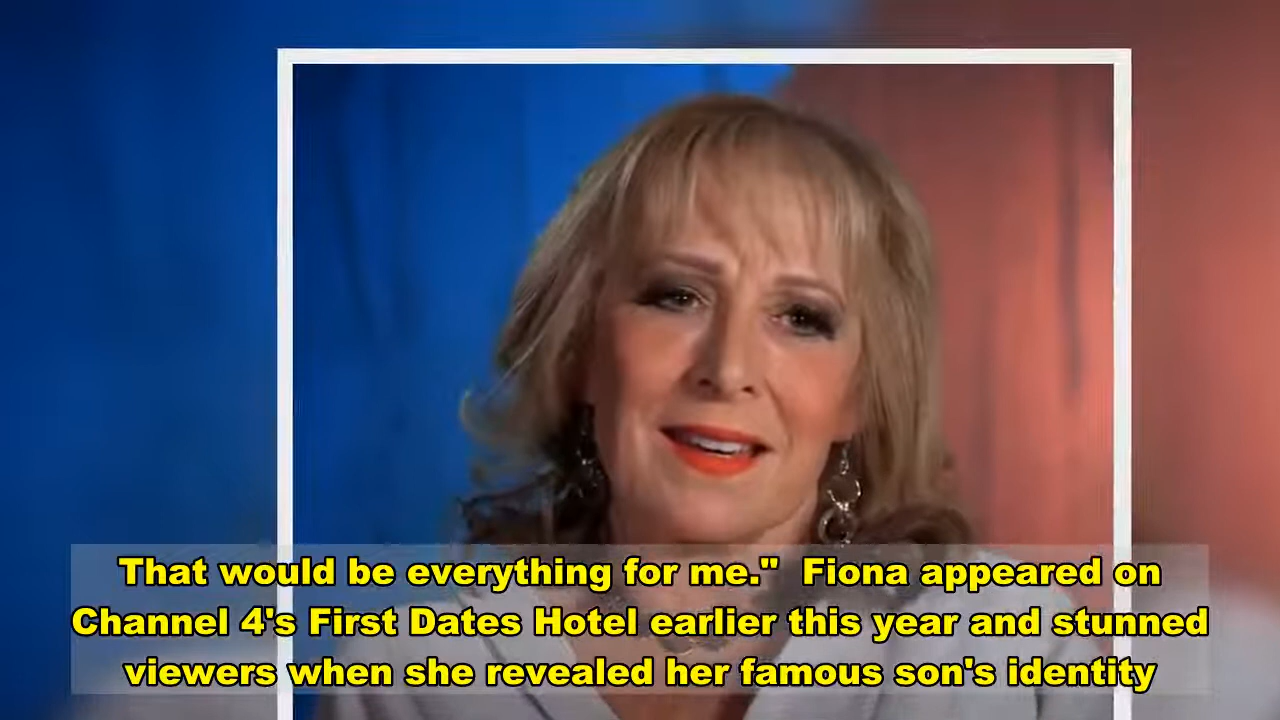 That would be everything for me."  Fiona appeared on
Channel 4's First Dates Hotel earlier this year and stunned
viewers when she revealed her famous son's identity